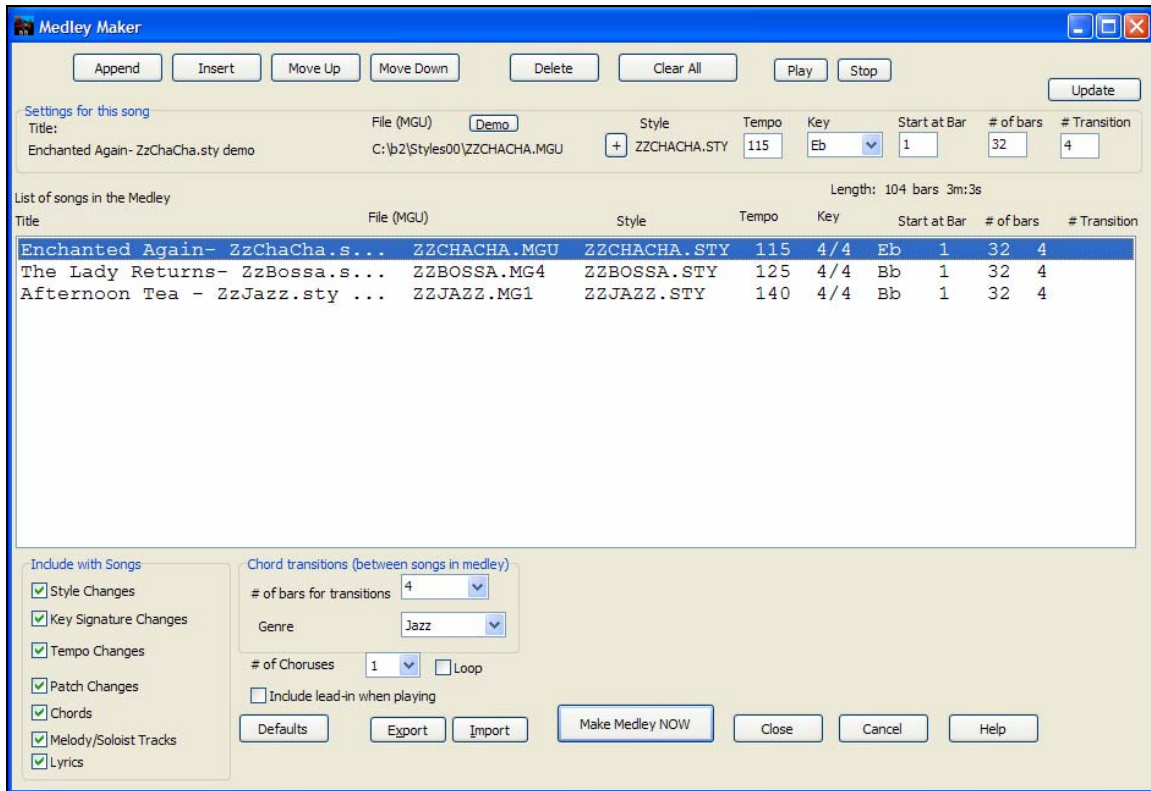 Medley Maker
Append Insert Move Up Move Down Delete Clear All Play Stop
Update
Settings for this song
Title: File (MGU) Demo Style Tempo Key Start at Bar # of bars # Transition
Enchanted Again- ZzChaCha.sty demo C:\b2\Styles00\ZZCHACHA.MGU + ZZCHACHA.STY 115 Eb 1 32 4
Length: 104 bars 3m:3s
List of songs in the Medley
Title File (MGU) Style Tempo Key Start at Bar # of bars # Transition
Enchanted Again- ZzChaCha.s... ZZCHACHA.MGU ZZCHACHA.STY 115 4/4 Eb 1 32 4
The Lady Returns- ZzBossa.s... ZZBOSSA.MG4 ZZBOSSA.STY 125 4/4 Bb 1 32 4
Afternoon Tea - ZzJazz.sty ... ZZJAZZ.MG1 ZZJAZZ.STY 140 4/4 Bb 1 32 4
Include with Songs
Style Changes
Key Signature Changes
Tempo Changes
Patch Changes
Chords
Melody/Soloist Tracks
Lyrics
Chord transitions (between songs in medley)
# of bars for transitions 4
Genre Jazz
# of Choruses 1 Loop
Include lead-in when playing
Defaults Export Import Make Medley NOW Close Cancel Help